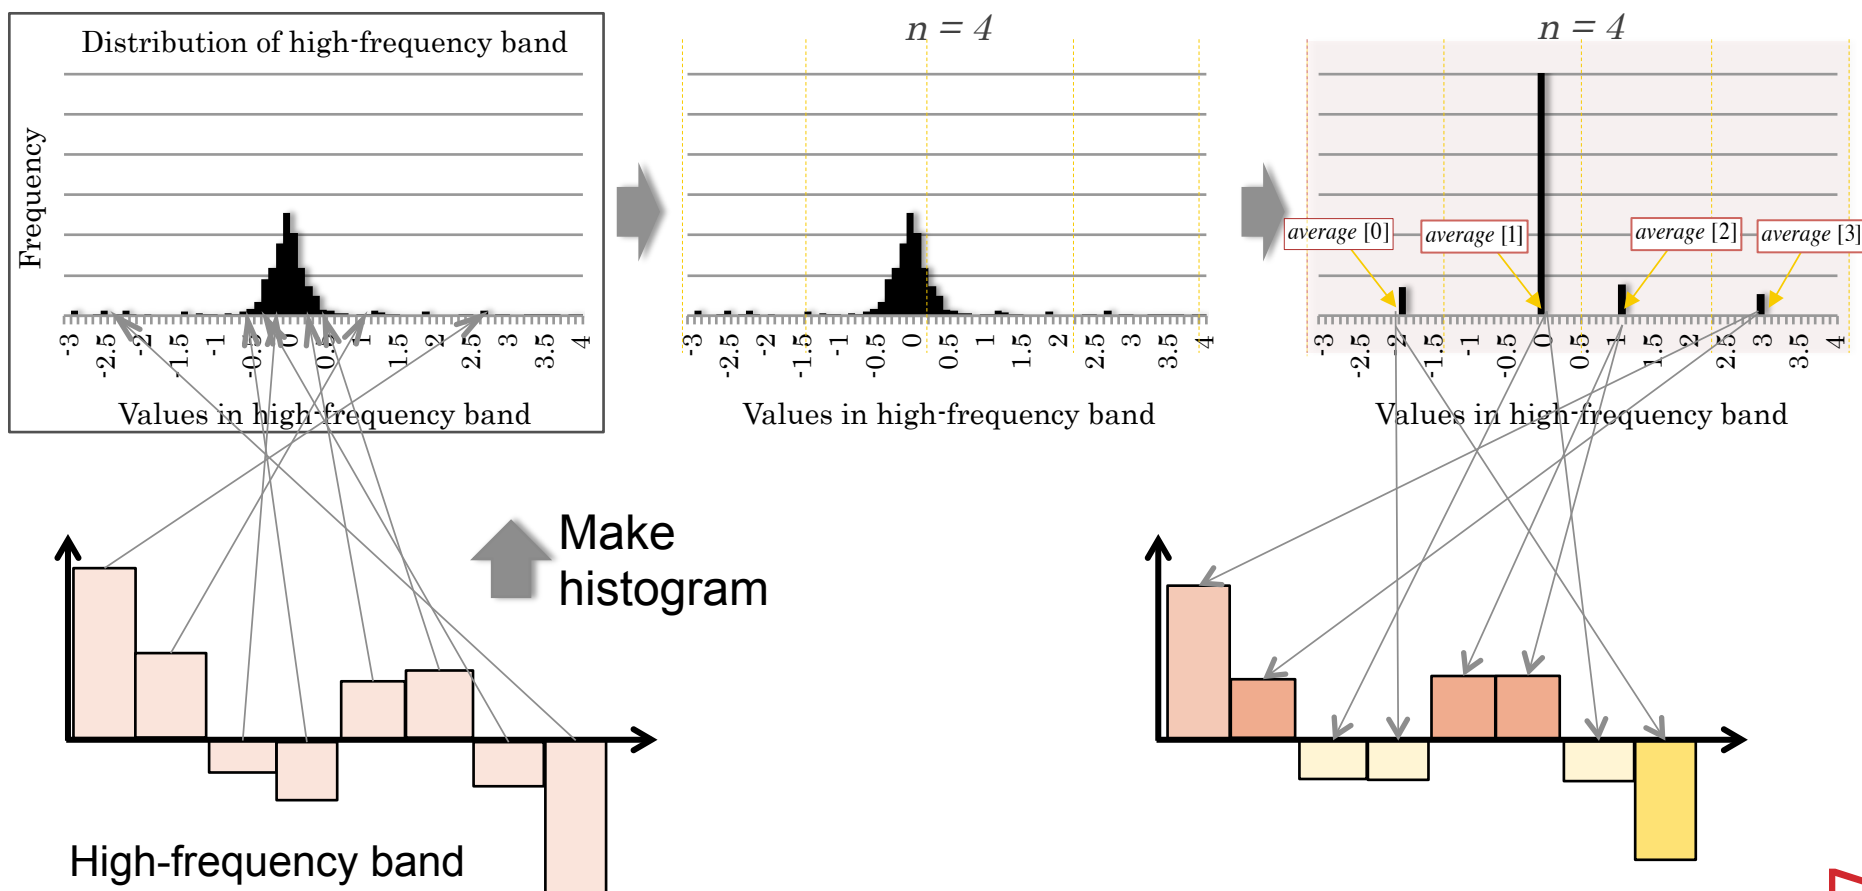 Distribution of high-frequency band
Frequency
-3 -2.5 -2 -1.5 -1 -0.5 0 0.5 1 1.5 2 2.5 3 3.5 4
Values in high-frequency band
n = 4
-3 -2.5 -2 -1.5 -1 -0.5 0 0.5 1 1.5 2 2.5 3 3.5 4
Values in high-frequency band
n = 4
average [0]
average [1]
average [2]
average [3]
-3 -2.5 -2 -1.5 -1 -0.5 0 0.5 1 1.5 2 2.5 3 3.5 4
Values in high-frequency band
Make
histogram
High-frequency band
7